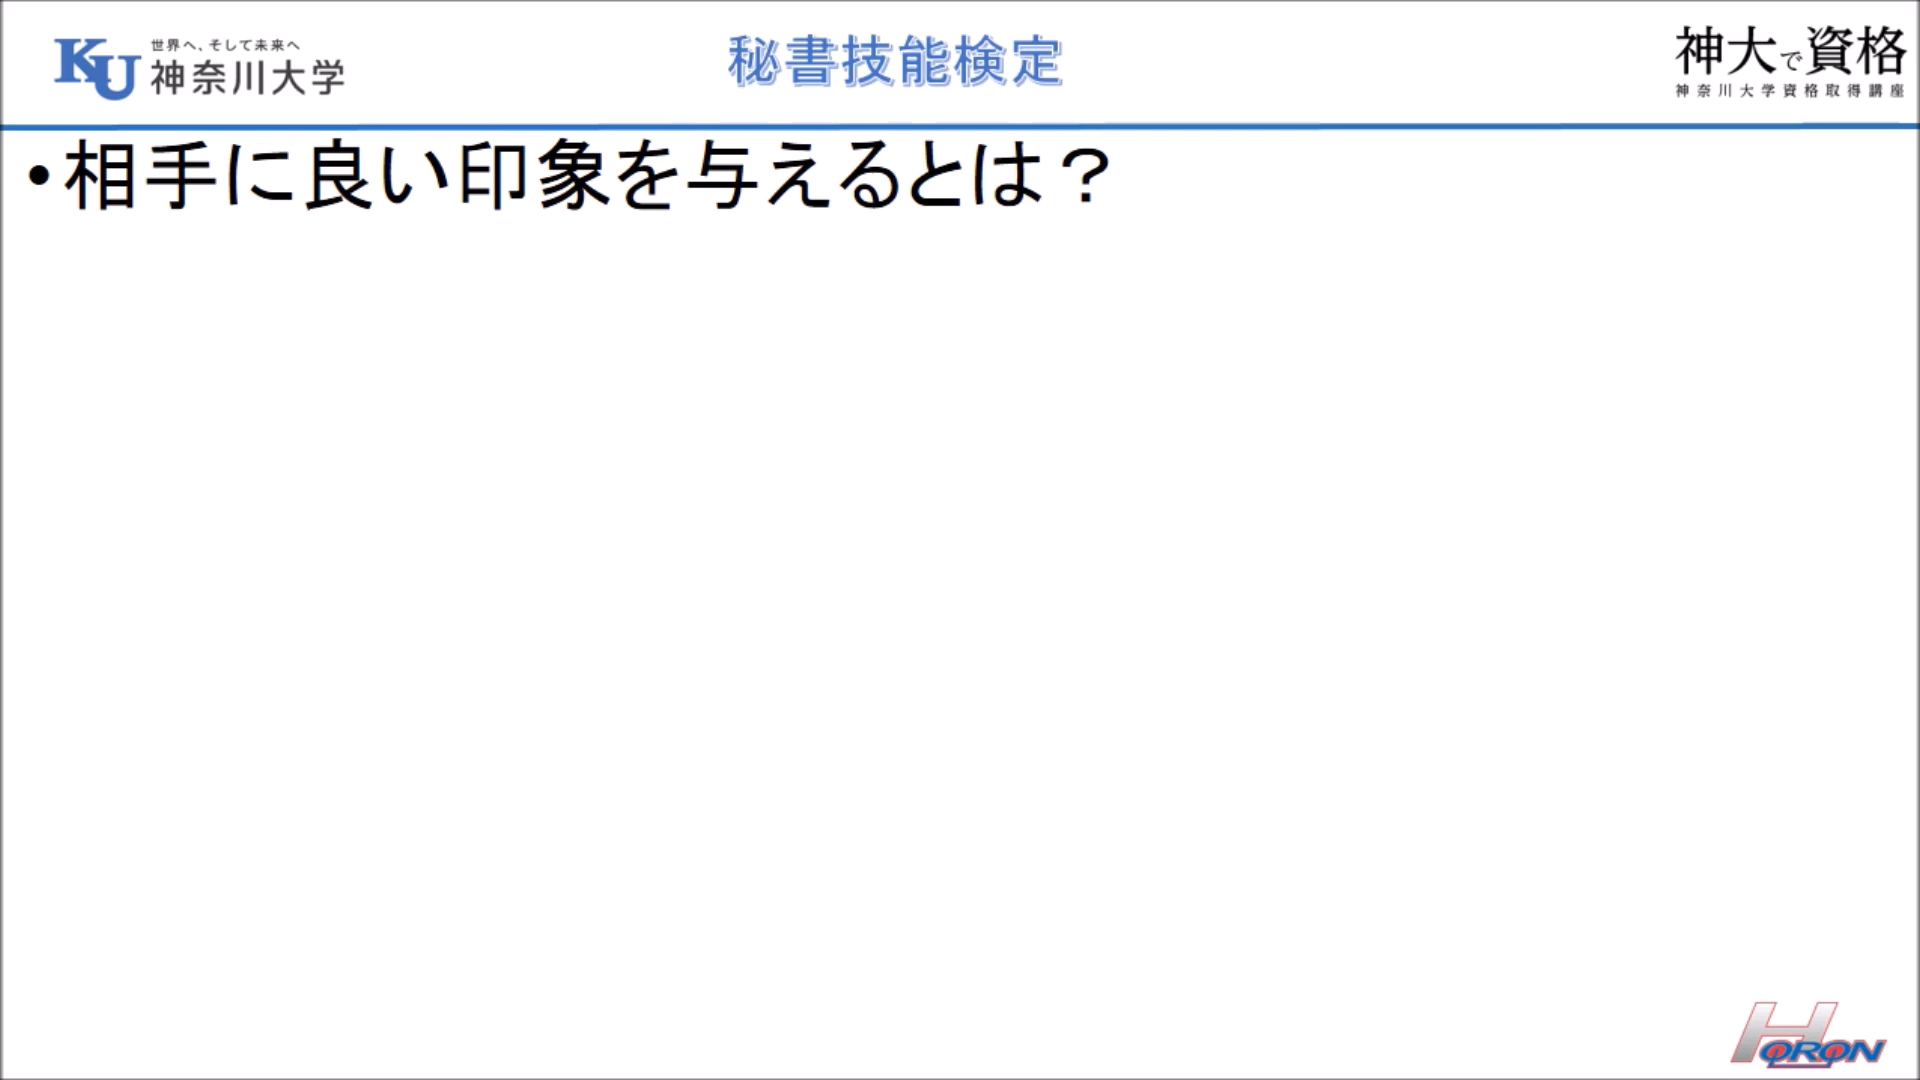 KU
世界へ、そして未来へ
神奈川大学
秘書技能検定
神大で資格
神奈川大学資格取得講座
•相手に良い印象を与えるとは？
HORON